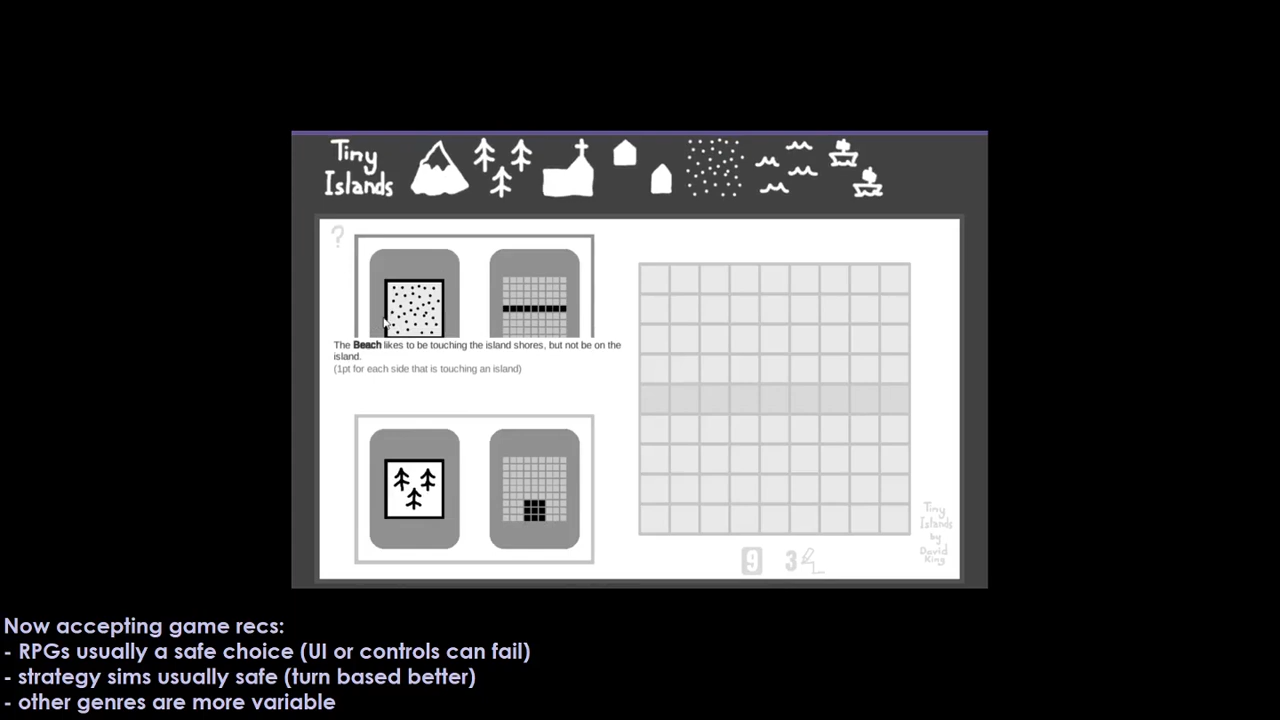 Tiny
Islands
?
The Beach likes to be touching the island shores, but not be on the
island.
(1pt for each side that is touching an island)
Tiny
Islands
by
David
King
9 3
Now accepting game recs:
- RPGs usually a safe choice (UI or controls can fail)
- strategy sims usually safe (turn based better)
- other genres are more variable